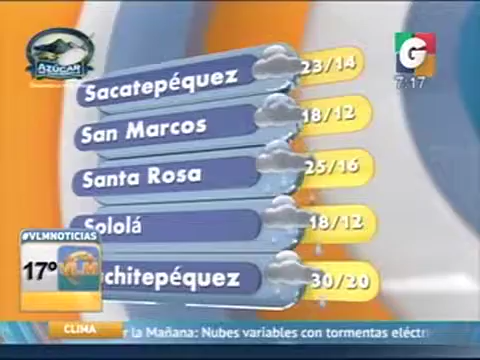 AZÚCAR
G
7:17
Sacatepéquez 23/14
San Marcos 18/12
Santa Rosa 25/16
Sololá 18/12
chitepéquez 30/20
#VLMNOTICIAS
17° VLM
CLIMA
r la Mañana: Nubes variables con tormentas eléctri